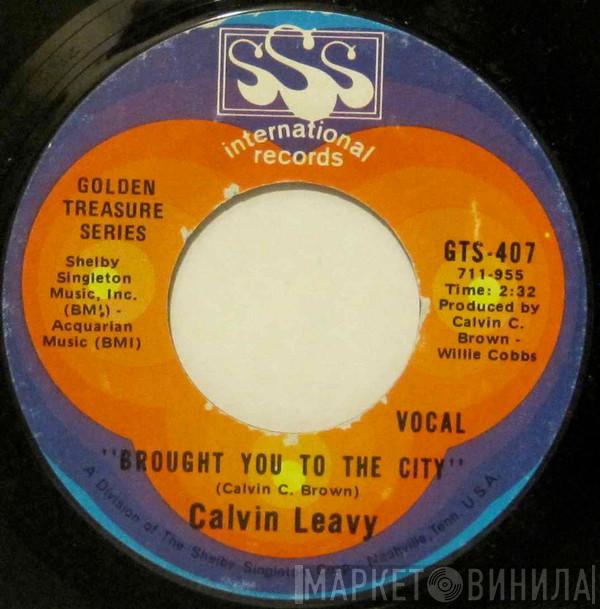 SSS
international
records
GOLDEN
TREASURE
SERIES
Shelby
Singleton
Music, Inc.
(BMI) -
Acquarian
Music (BMI)
GTS-407
711-955
Time: 2:32
Produced by
Calvin C.
Brown -
Willie Cobbs
VOCAL
"BROUGHT YOU TO THE CITY"
(Calvin C. Brown)
Calvin Leavy
A Division of The Shelby Singleton Nashville, Tenn. U.S.A.
МАРКЕТ ВИНИЛА